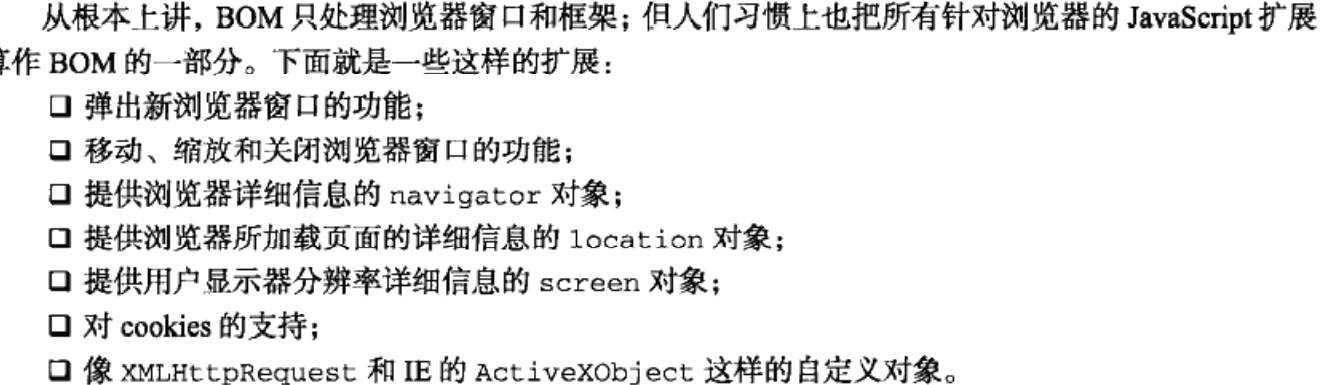 从根本上讲，BOM 只处理浏览器窗口和框架；但人们习惯上也把所有针对浏览器的 JavaScript 扩展
算作 BOM 的一部分。下面就是一些这样的扩展：
❑ 弹出新浏览器窗口的功能；
❑ 移动、缩放和关闭浏览器窗口的功能；
❑ 提供浏览器详细信息的 navigator 对象；
❑ 提供浏览器所加载页面的详细信息的 location 对象；
❑ 提供用户显示器分辨率详细信息的 screen 对象；
❑ 对 cookies 的支持；
❑ 像 XMLHttpRequest 和 IE 的 ActiveXObject 这样的自定义对象。